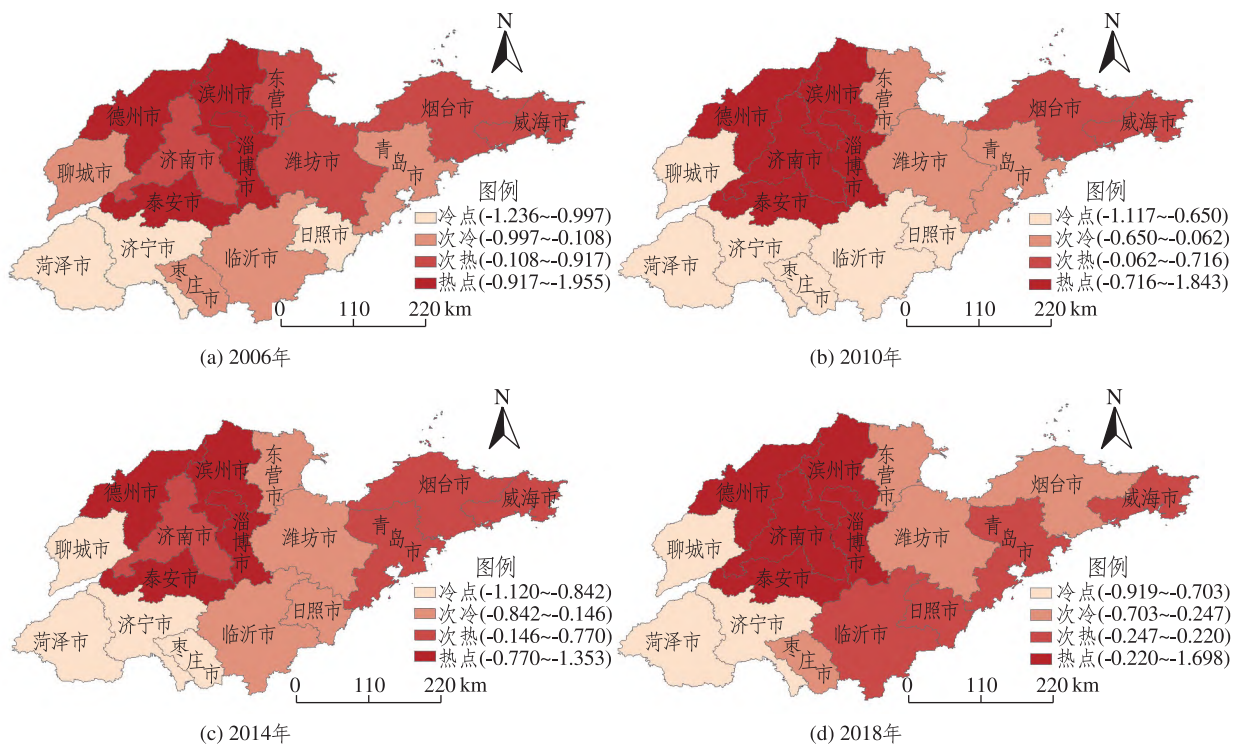 N
滨州市
东营市
德州市
烟台市
威海市
淄博市
济南市
潍坊市
青岛市
聊城市
泰安市
图例
冷点(-1.236~-0.997)
次冷(-0.997~-0.108)
次热(-0.108~-0.917)
热点(-0.917~-1.955)
日照市
济宁市
临沂市
菏泽市
枣庄市
0 110 220 km
(a) 2006年
N
滨州市
东营市
德州市
烟台市
威海市
淄博市
济南市
潍坊市
青岛市
聊城市
泰安市
图例
冷点(-1.117~-0.650)
次冷(-0.650~-0.062)
次热(-0.062~-0.716)
热点(-0.716~-1.843)
日照市
济宁市
临沂市
菏泽市
枣庄市
0 110 220 km
(b) 2010年
N
滨州市
东营市
德州市
烟台市
威海市
淄博市
济南市
潍坊市
青岛市
聊城市
泰安市
图例
冷点(-1.120~-0.842)
次冷(-0.842~-0.146)
次热(-0.146~-0.770)
热点(-0.770~-1.353)
日照市
济宁市
临沂市
菏泽市
枣庄市
0 110 220 km
(c) 2014年
N
滨州市
东营市
德州市
烟台市
威海市
淄博市
济南市
潍坊市
青岛市
聊城市
泰安市
图例
冷点(-0.919~-0.703)
次冷(-0.703~-0.247)
次热(-0.247~-0.220)
热点(-0.220~-1.698)
日照市
济宁市
临沂市
菏泽市
枣庄市
0 110 220 km
(d) 2018年